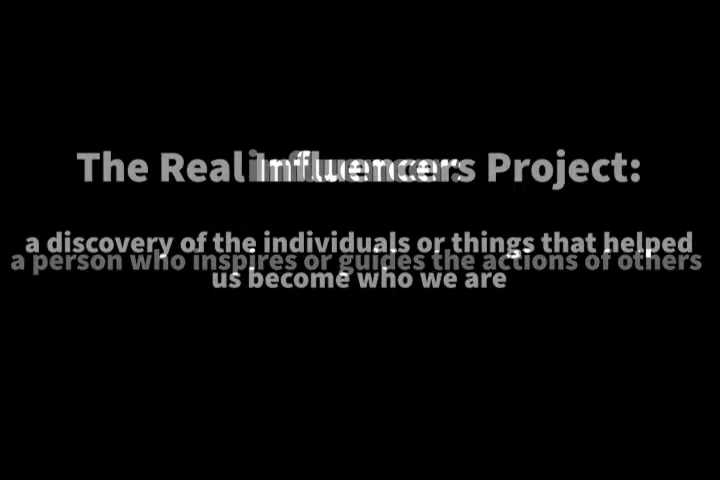 The Real Influencers Project:
Influencer:
a discovery of the individuals or things that helped
a person who inspires or guides the actions of others
us become who we are